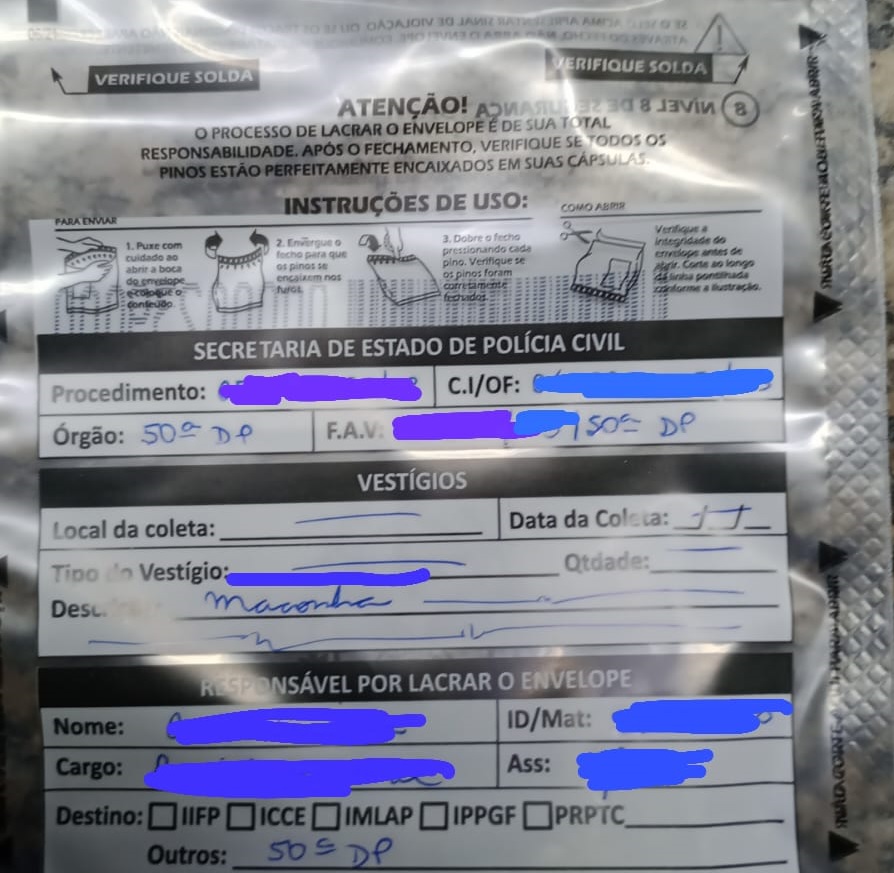 VERIFIQUE SOLDA
VERIFIQUE SOLDA
NÍVEL 8 DE SEGURANÇA 8
ATENÇÃO!
O PROCESSO DE LACRAR O ENVELOPE É DE SUA TOTAL
RESPONSABILIDADE. APÓS O FECHAMENTO, VERIFIQUE SE TODOS OS
PINOS ESTÃO PERFEITAMENTE ENCAIXADOS EM SUAS CÁPSULAS.
INSTRUÇÕES DE USO:
PARA ENVIAR
1. Puxe com
cuidado ao
abrir a boca
do envelope
e coloque o
conteúdo.
2. Envergue o
fecho para que
os pinos se
encaixem nos
furos.
3. Dobre o fecho
pressionando cada
pino. Verifique se
os pinos foram
corretamente
fechados.
COMO ABRIR
Verifique a
integridade do
envelope antes de
abrir. Corte ao longo
da linha pontilhada
conforme a ilustração.
SECRETARIA DE ESTADO DE POLÍCIA CIVIL
Procedimento: C.I/OF:
Órgão: 50ª DP F.A.V: 150ª DP
VESTÍGIOS
Local da coleta: Data da Coleta:
Tipo do Vestígio: Qtdade:
Maconha
RESPONSÁVEL POR LACRAR O ENVELOPE
Nome: ID/Mat:
Cargo: Ass:
Destino: IIFP ICCE IMLAP IPPGF PRPTC
Outros: 50ª DP